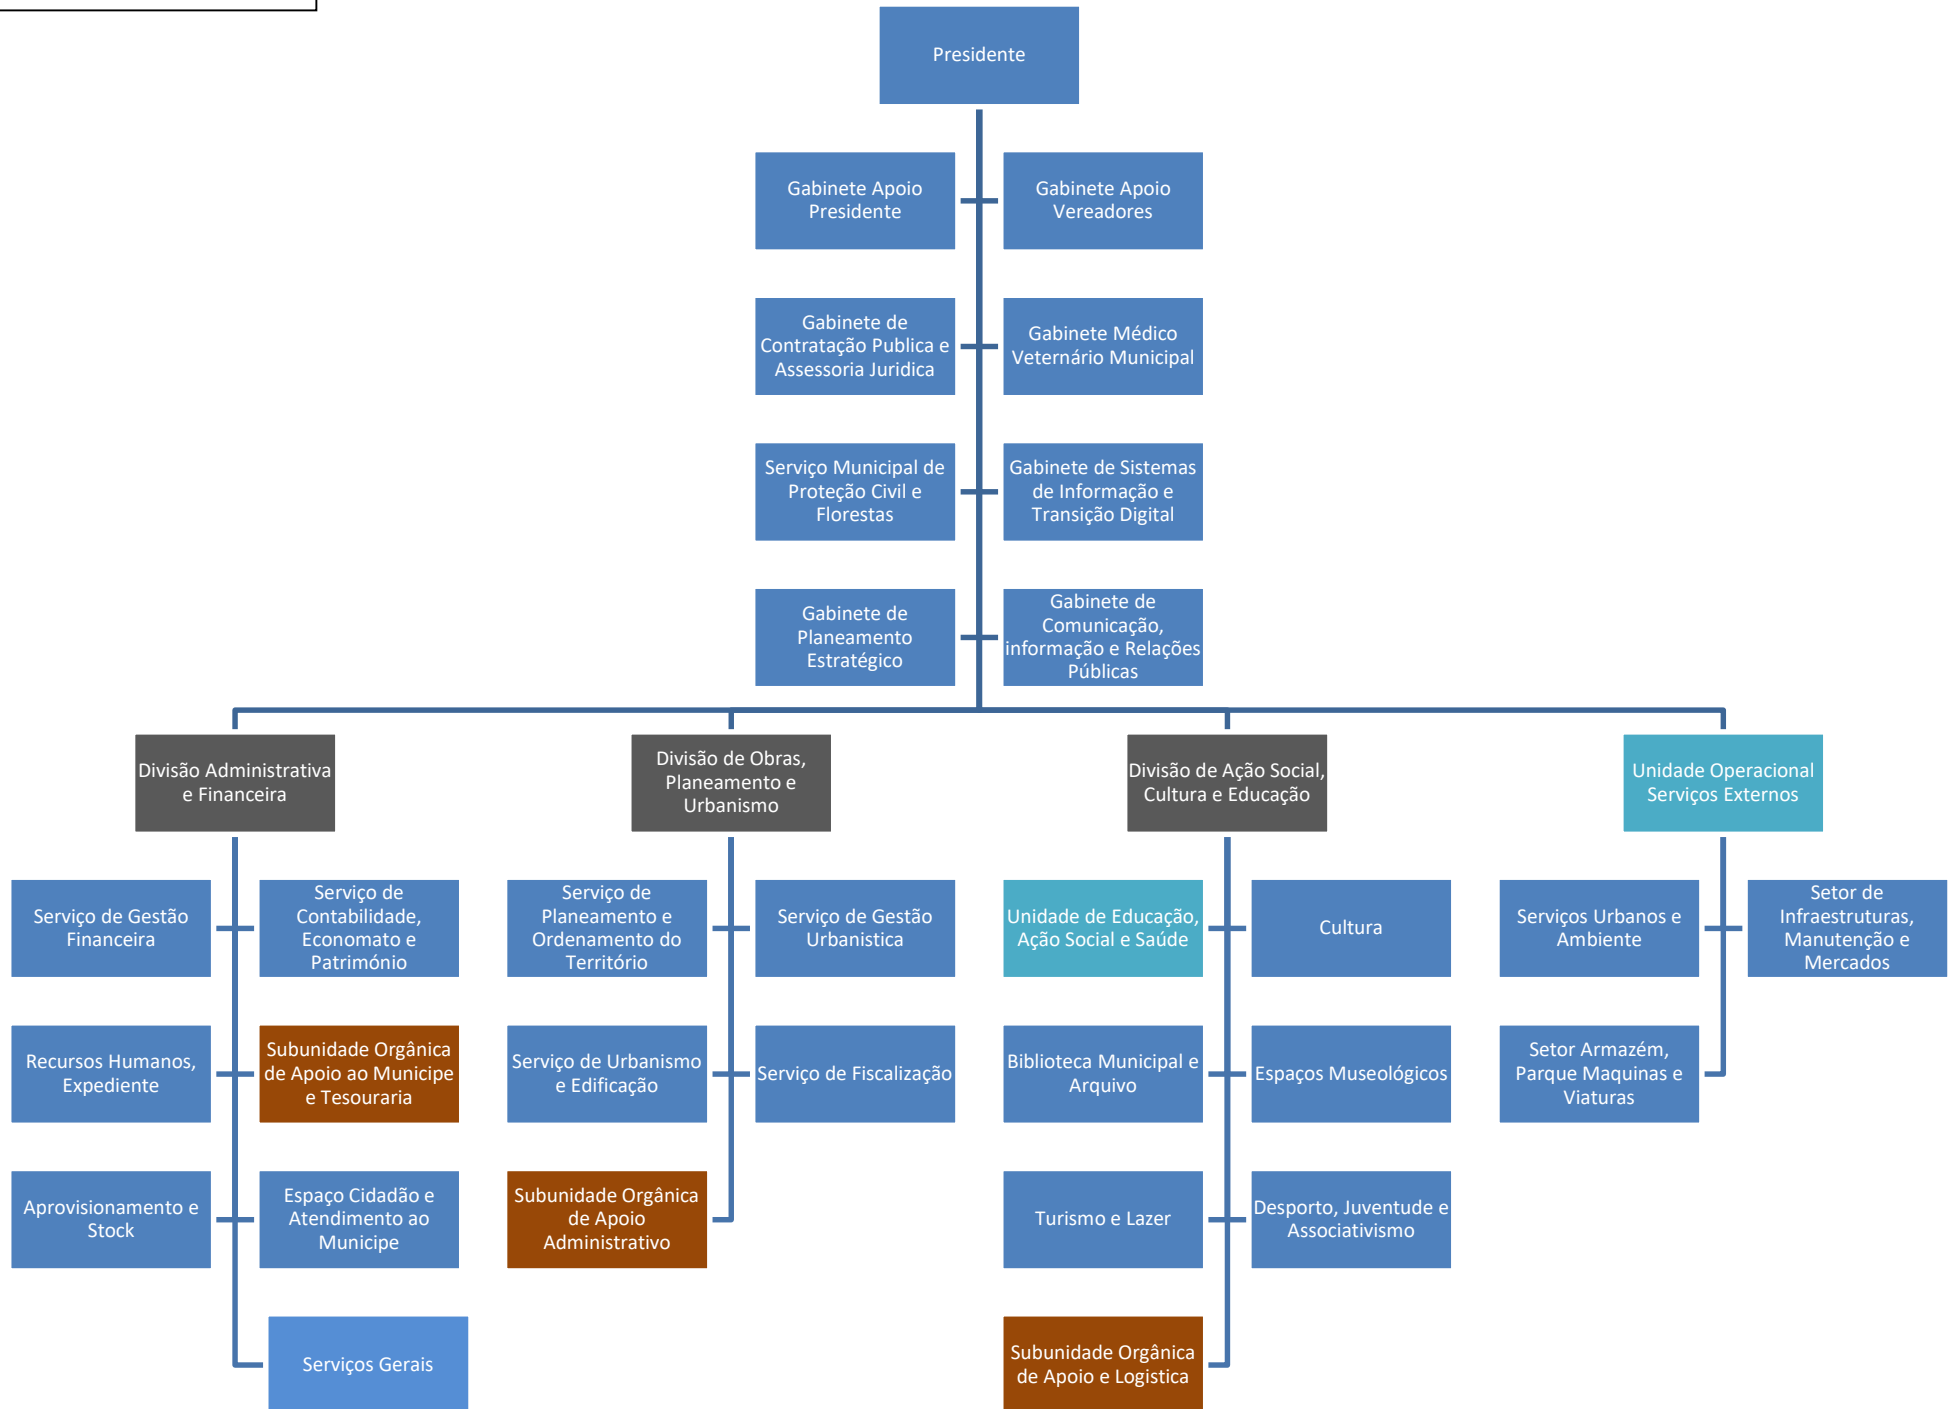 Presidente
Gabinete Apoio
Presidente
Gabinete Apoio
Vereadores
Gabinete de
Contratação Publica e
Assessoria Juridica
Gabinete Médico
Veternário Municipal
Serviço Municipal de
Proteção Civil e
Florestas
Gabinete de Sistemas
de Informação e
Transição Digital
Gabinete de
Planeamento
Estratégico
Gabinete de
Comunicação,
informação e Relações
Públicas
Divisão Administrativa
e Financeira
Divisão de Obras,
Planeamento e
Urbanismo
Divisão de Ação Social,
Cultura e Educação
Unidade Operacional
Serviços Externos
Serviço de Gestão
Financeira
Serviço de
Contabilidade,
Economato e
Património
Serviço de
Planeamento e
Ordenamento do
Território
Serviço de Gestão
Urbanistica
Unidade de Educação,
Ação Social e Saúde
Cultura
Serviços Urbanos e
Ambiente
Setor de
Infraestruturas,
Manutenção e
Mercados
Recursos Humanos,
Expediente
Subunidade Orgânica
de Apoio ao Municipe
e Tesouraria
Serviço de Urbanismo
e Edificação
Serviço de Fiscalização
Biblioteca Municipal e
Arquivo
Espaços Museológicos
Setor Armazém,
Parque Maquinas e
Viaturas
Aprovisionamento e
Stock
Espaço Cidadão e
Atendimento ao
Municipe
Subunidade Orgânica
de Apoio
Administrativo
Turismo e Lazer
Desporto, Juventude e
Associativismo
Serviços Gerais
Subunidade Orgânica
de Apoio e Logistica